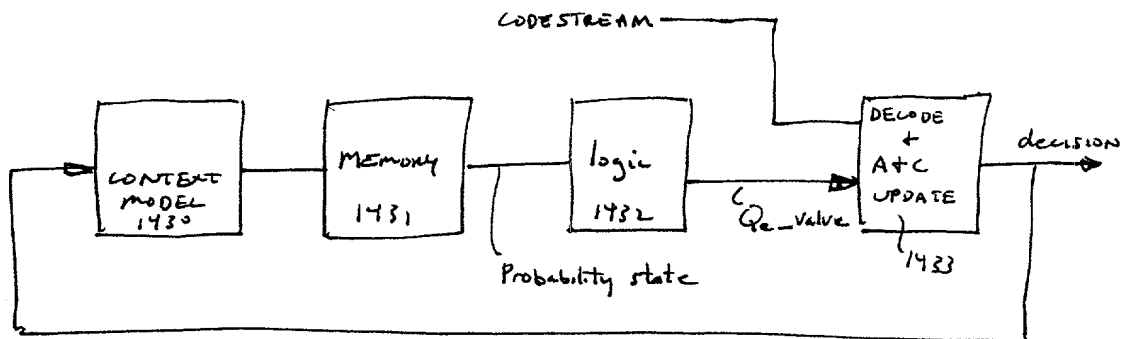 CODESTREAM
CONTEXT
MODEL
1430
MEMORY
1431
logic
1432
DECODE
+
A+C
UPDATE
1433
decision
Qe_value
Probability state